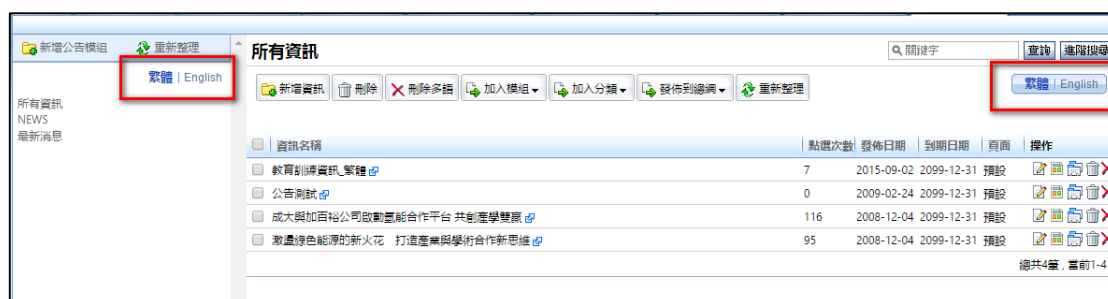 新增公告模組 重新整理
繁體 | English
所有資訊
NEWS
最新消息
所有資訊 關鍵字 查詢 進階搜尋
新增資訊 刪除 刪除多語 加入模組 加入分類 發佈到總網 重新整理
繁體 | English
資訊名稱 點選次數 發佈日期 到期日期 頁面 操作
教育訓練資訊_繁體 7 2015-09-02 2099-12-31 預設
公告測試 0 2009-02-24 2099-12-31 預設
成大與加百裕公司啟動氫能合作平台 共創產學雙贏 116 2008-12-04 2099-12-31 預設
激盪綠色能源的新火花 打造產業與學術合作新思維 95 2008-12-04 2099-12-31 預設
總共4筆 , 當前1-4